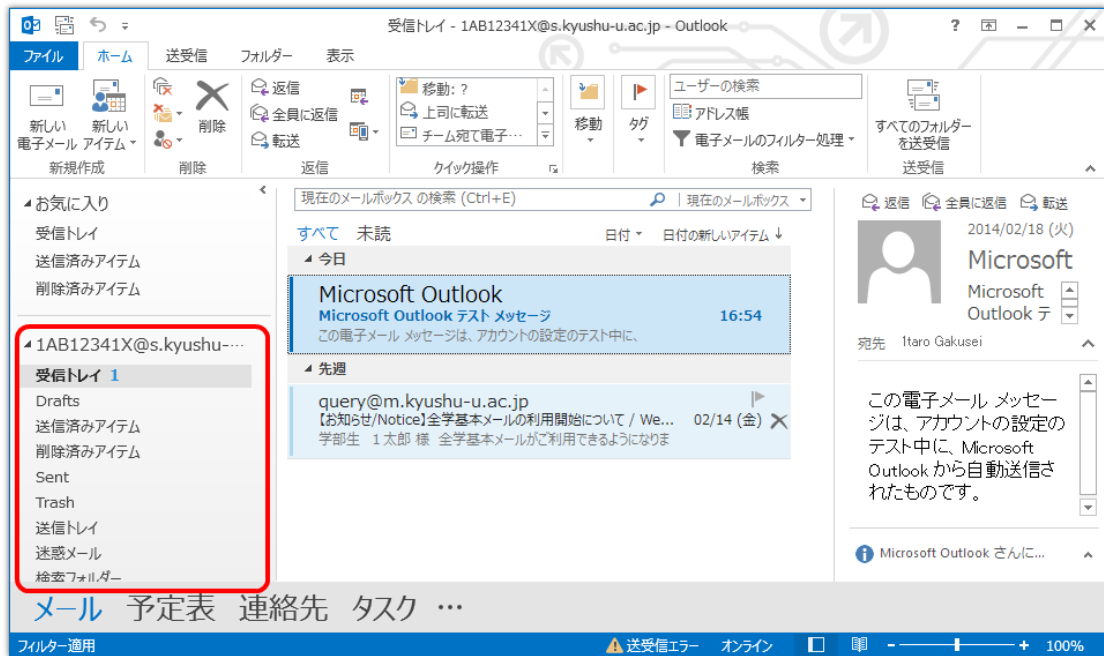 受信トレイ - 1AB12341X@s.kyushu-u.ac.jp - Outlook
ファイル ホーム 送受信 フォルダー 表示
新しい
電子メール
新しい
アイテム
新規作成
削除
削除
返信
全員に返信
転送
返信
移動: ?
上司に転送
チーム宛て電子…
クイック操作
移動
タグ
ユーザーの検索
アドレス帳
電子メールのフィルター処理
検索
すべてのフォルダー
を送受信
送受信
お気に入り
受信トレイ
送信済みアイテム
削除済みアイテム
1AB12341X@s.kyushu-…
受信トレイ 1
Drafts
送信済みアイテム
削除済みアイテム
Sent
Trash
送信トレイ
迷惑メール
検索フォルダー
現在のメールボックス の検索 (Ctrl+E) 現在のメールボックス
すべて 未読 日付 日付の新しいアイテム ↓
今日
Microsoft Outlook
Microsoft Outlook テスト メッセージ 16:54
この電子メール メッセージは、アカウントの設定のテスト中に、
先週
query@m.kyushu-u.ac.jp
【お知らせ/Notice】全学基本メールの利用開始について / We... 02/14 (金)
学部生 1太郎 様 全学基本メールがご利用できるようになりま
返信 全員に返信 転送
2014/02/18 (火)
Microsoft
Microsoft
Outlook テ
宛先 1taro Gakusei
この電子メール メッセー
ジは、アカウントの設定の
テスト中に、Microsoft
Outlook から自動送信さ
れたものです。
Microsoft Outlook さんに...
メール 予定表 連絡先 タスク …
フィルター適用 送受信エラー オンライン 100%